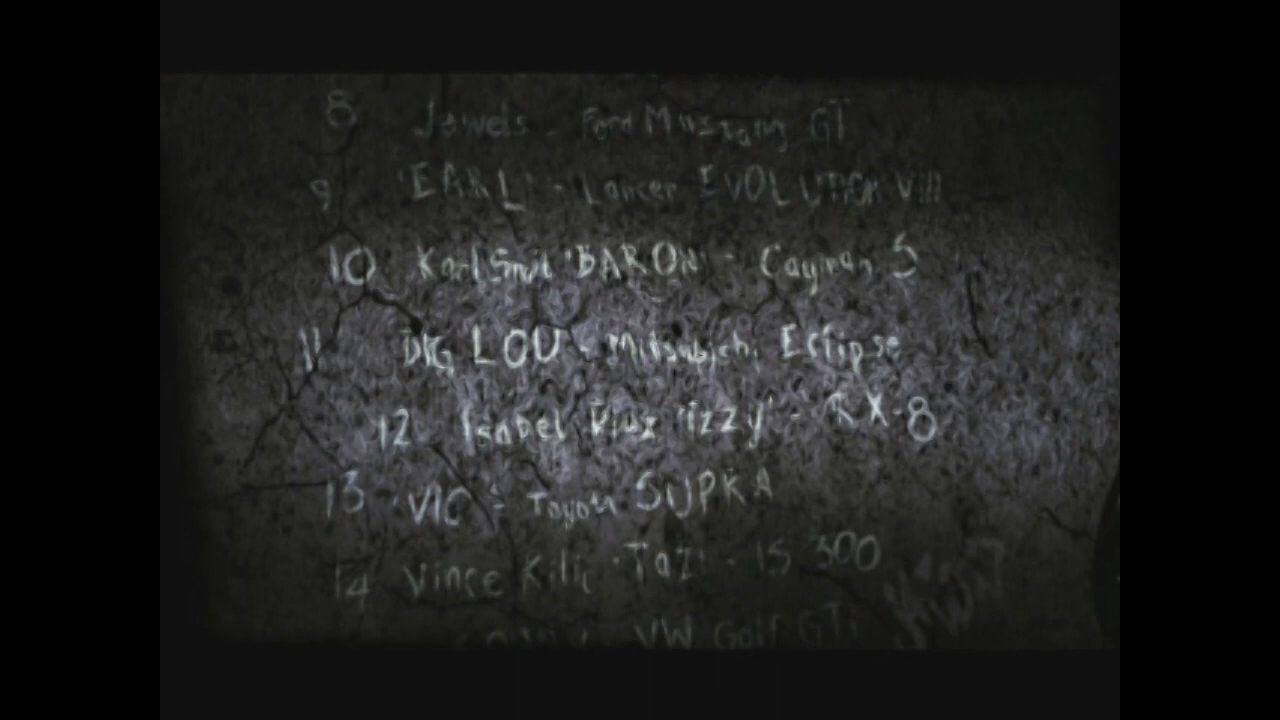 8 Jewels - Ford Mustang GT
9 'EARL' - Lancer EVOLUTION VIII
10 Karl Smit 'BARON' - Cayman S
11 BIG LOU - Mitsubichi Eclipse
12 Isabel Diaz 'izzy' - RX-8
13 'VIC' - Toyota SUPRA
14 Vince Kilic 'TAZ' - IS 300
VW Golf GTi